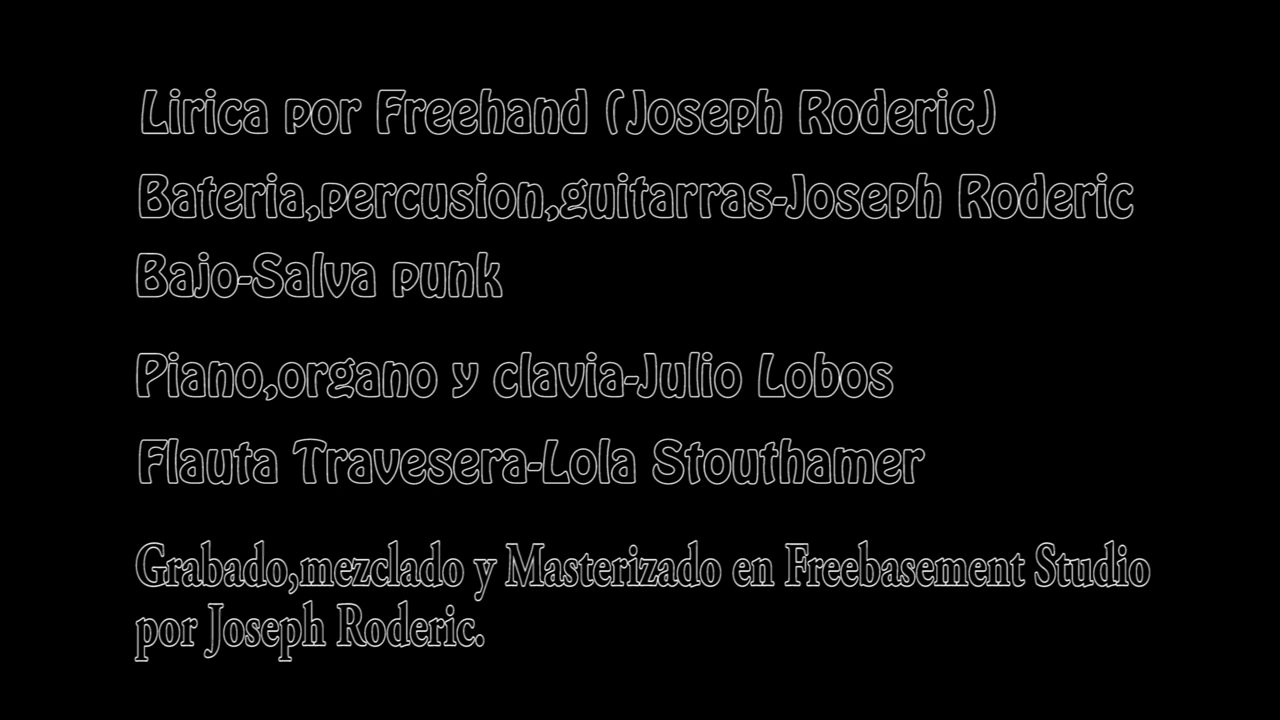 Lirica por Freehand (Joseph Roderic)
Bateria,percusion,guitarras-Joseph Roderic
Bajo-Salva punk
Piano,organo y clavia-Julio Lobos
Flauta Travesera-Lola Stouthamer
Grabado,mezclado y Masterizado en Freebasement Studio
por Joseph Roderic.